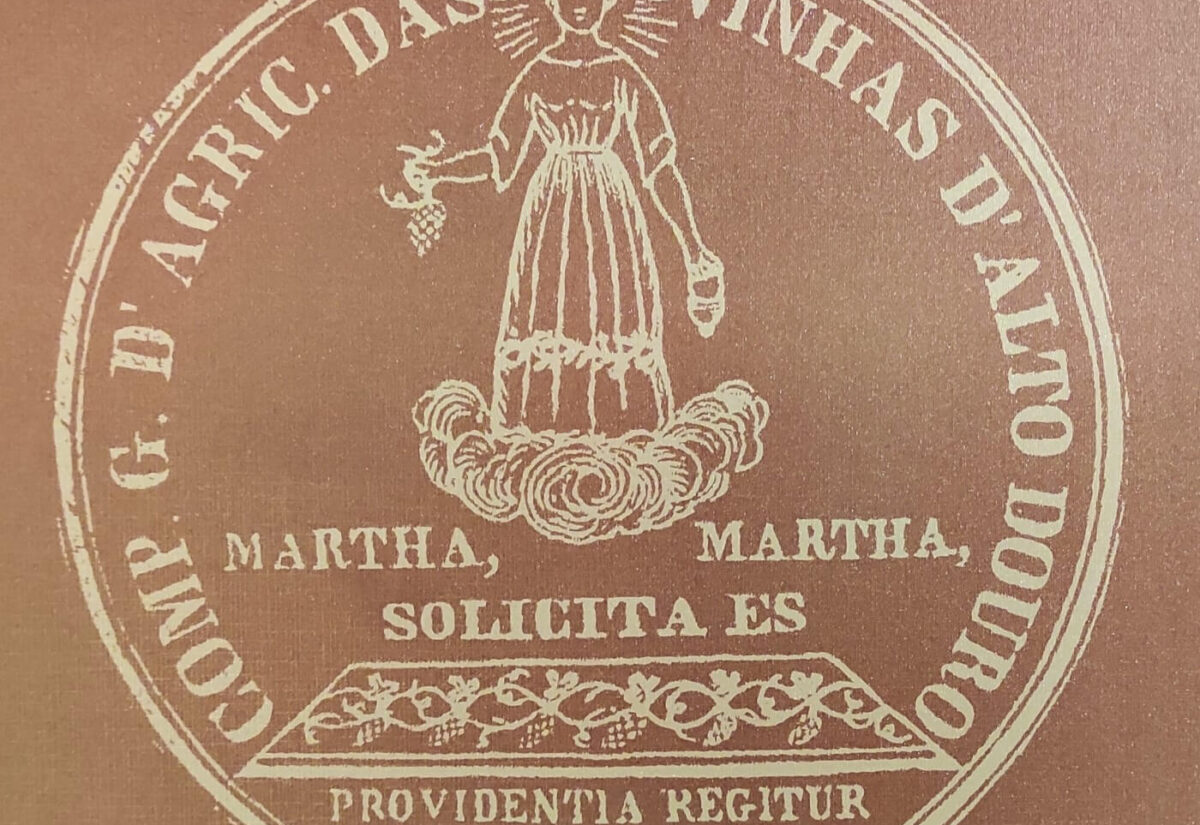 COMP. G. D' AGRIC. DAS VINHAS D'ALTO DOURO
MARTHA, MARTHA,
SOLICITA ES
PROVIDENTIA REGITUR